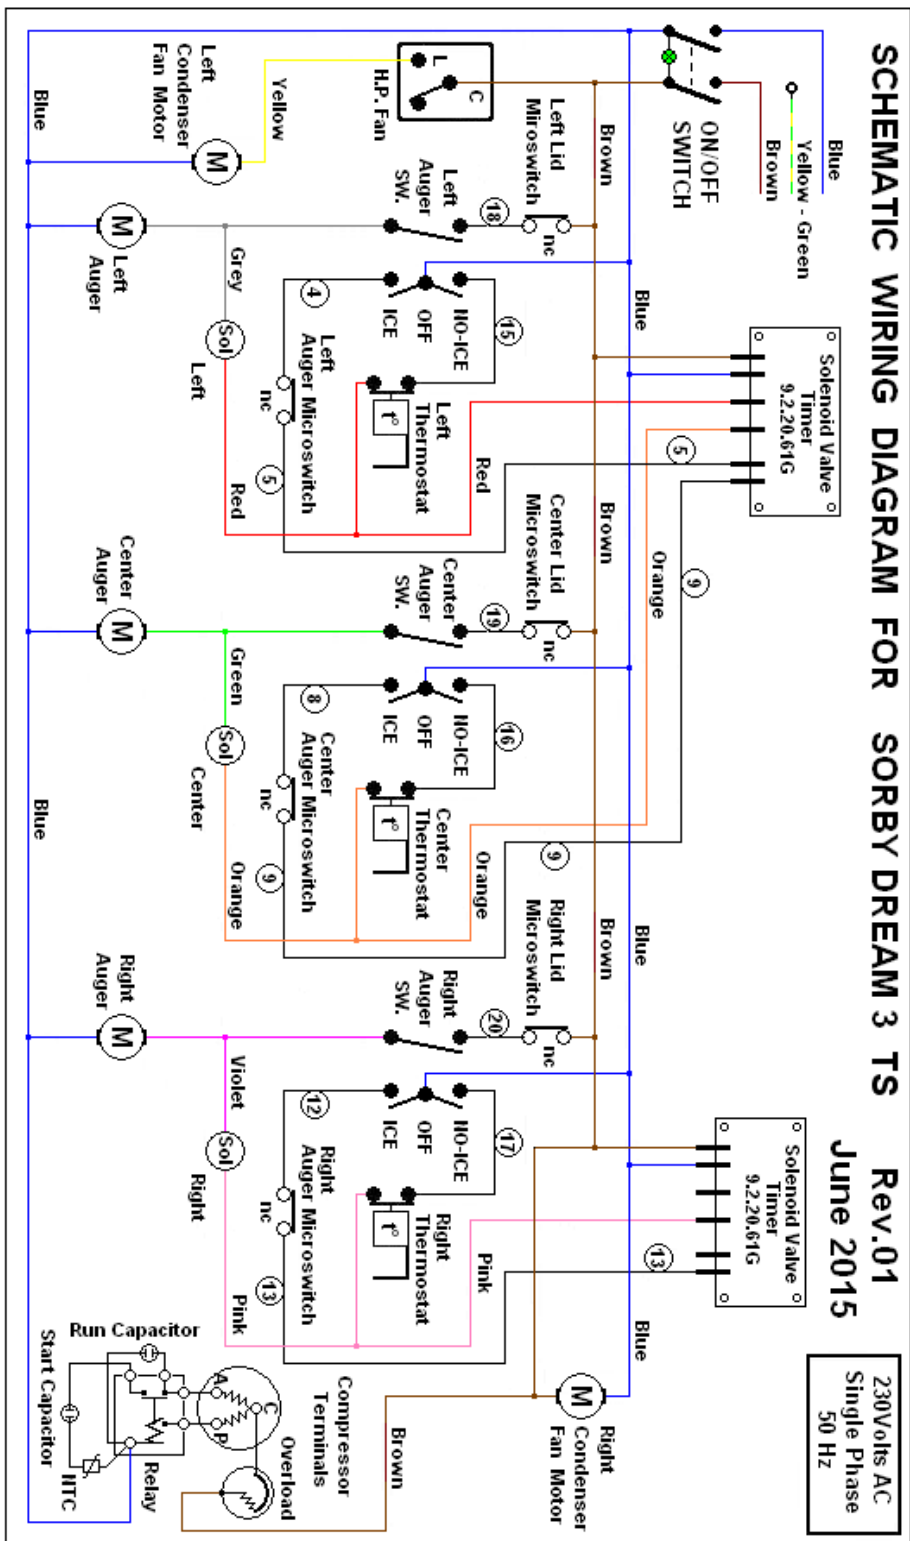 SCHEMATIC WIRING DIAGRAM FOR SORBY DREAM 3 TS Rev.01
June 2015
230Volts AC
Single Phase
50 Hz
Blue
Yellow - Green
Brown
ON/OFF
SWITCH
Solenoid Valve
Timer
9.2.20.61G
Solenoid Valve
Timer
9.2.20.61G
Brown
Blue
5
9
Orange
Brown
Blue
Brown
13
Blue
Right
Condenser
Fan Motor
L
C
H.P. Fan
Left Lid
Miroswitch
nc
18
Left
Auger
SW.
NO-ICE
OFF
ICE
15
4
Left
Thermostat
t°
Red
Left
Auger Microswitch
nc
5
Red
Center Lid
Microswitch
nc
19
Center
Auger
SW.
NO-ICE
OFF
ICE
16
8
Center
Thermostat
t°
Orange
9
Center
Auger Microswitch
nc
9
Orange
Right Lid
Microswitch
nc
20
Right
Auger
SW.
NO-ICE
OFF
ICE
17
12
Right
Thermostat
t°
Pink
Right
Auger Microswitch
nc
13
Pink
Compressor
Terminals
Brown
Overload
C
A
P
Relay
Run Capacitor
Start Capacitor
NTC
Left
Condenser
Fan Motor
Yellow
M
Grey
Sol
Left
Green
Sol
Center
Violet
Sol
Right
M
Left
Auger
M
Center
Auger
M
Right
Auger
M
Blue
Blue